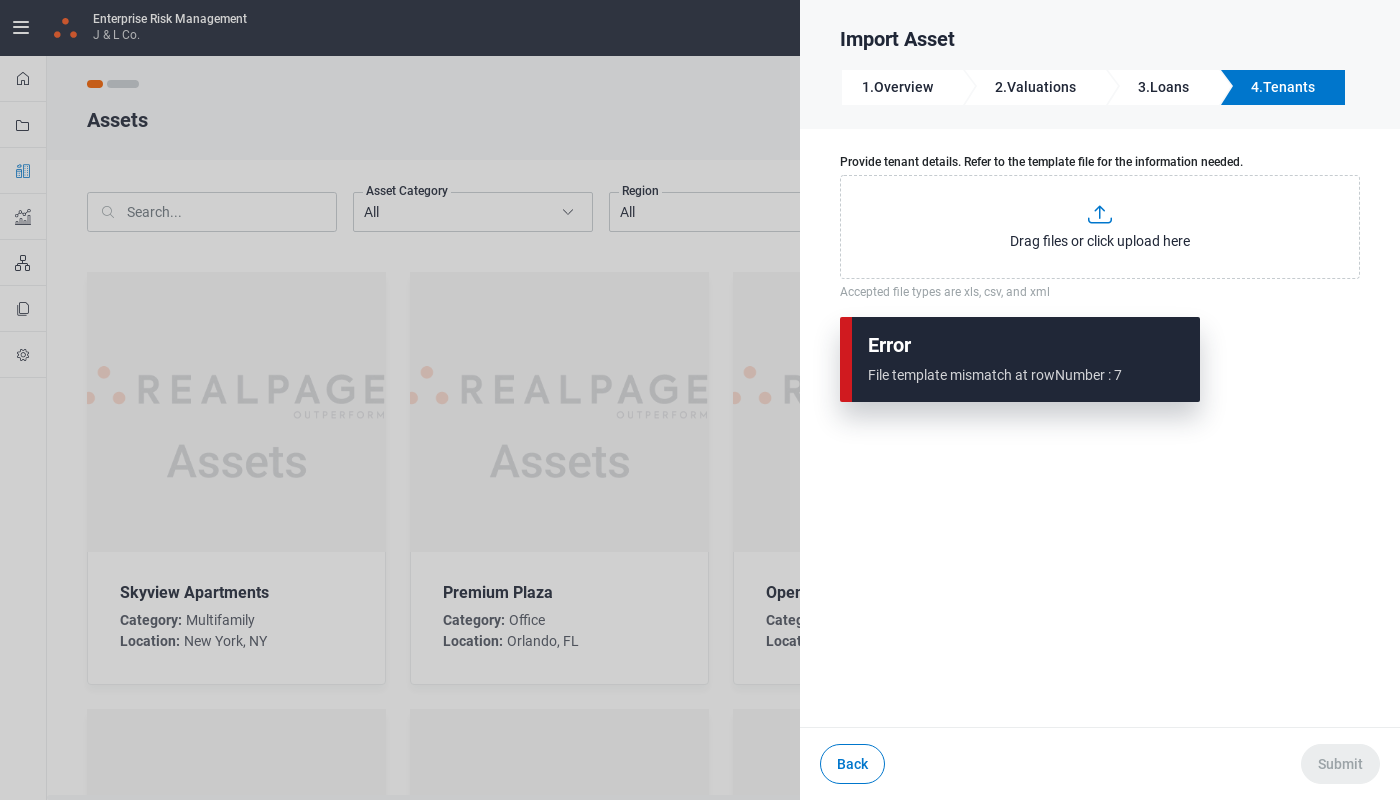 Enterprise Risk Management
J & L Co.
Assets
Search...
Asset Category
All
Region
All
REALPAGE
OUTPERFORM
Assets
REALPAGE
OUTPERFORM
Assets
Skyview Apartments
Category: Multifamily
Location: New York, NY
Premium Plaza
Category: Office
Location: Orlando, FL
Import Asset
1.Overview
2.Valuations
3.Loans
4.Tenants
Provide tenant details. Refer to the template file for the information needed.
Drag files or click upload here
Accepted file types are xls, csv, and xml
Error
File template mismatch at rowNumber : 7
Back
Submit